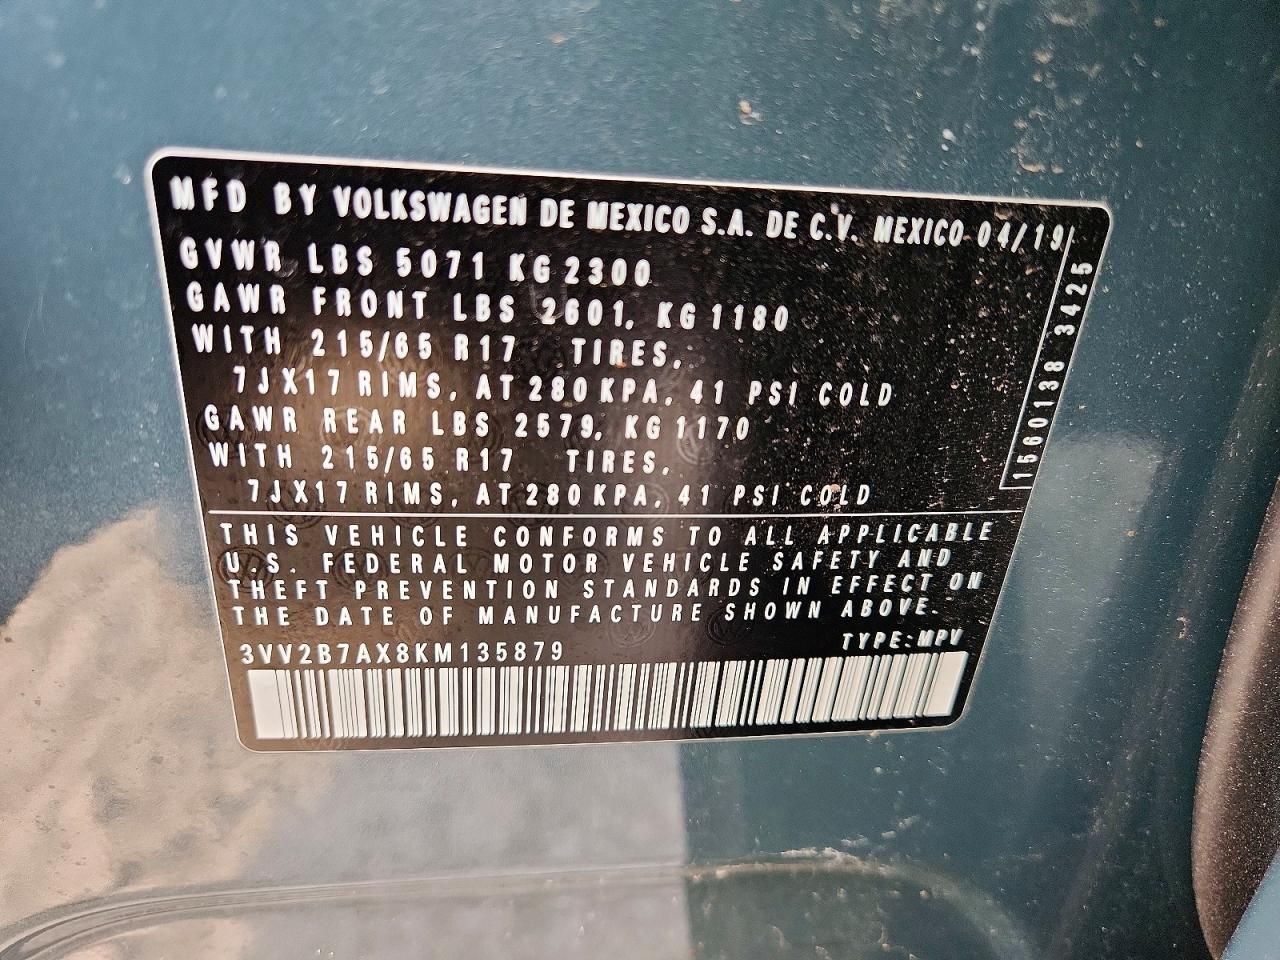 MFD BY VOLKSWAGEN DE MEXICO S.A. DE C.V. MEXICO 04/19
GVWR LBS 5071 KG 2300
GAWR FRONT LBS 2601, KG 1180
WITH 215/65 R17 TIRES,
7JX17 RIMS, AT 280 KPA, 41 PSI COLD
GAWR REAR LBS 2579, KG 1170
WITH 215/65 R17 TIRES,
7JX17 RIMS, AT 280 KPA, 41 PSI COLD
1560138 3425
THIS VEHICLE CONFORMS TO ALL APPLICABLE
U.S. FEDERAL MOTOR VEHICLE SAFETY AND
THEFT PREVENTION STANDARDS IN EFFECT ON
THE DATE OF MANUFACTURE SHOWN ABOVE.
3VV2B7AX8KM135879 TYPE:MPV